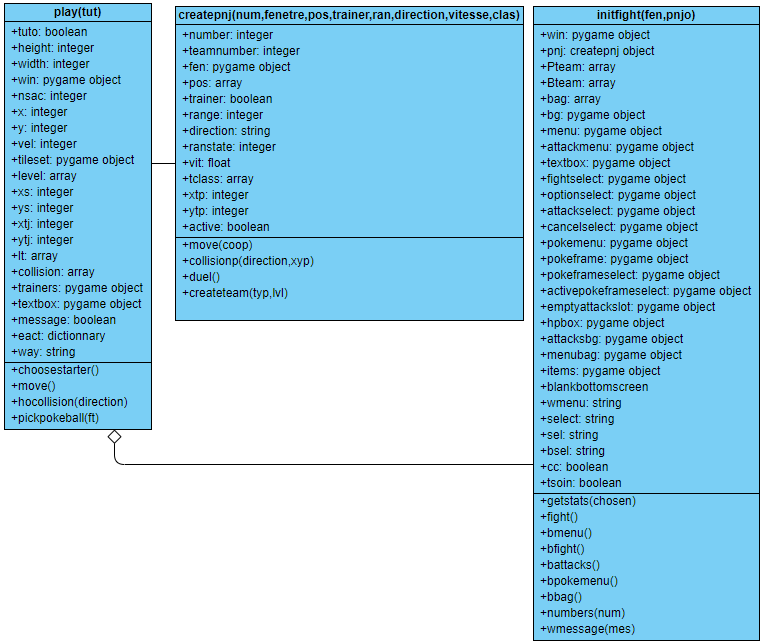 play(tut)
+tuto: boolean
+height: integer
+width: integer
+win: pygame object
+nsac: integer
+x: integer
+y: integer
+vel: integer
+tileset: pygame object
+level: array
+xs: integer
+ys: integer
+xtj: integer
+ytj: integer
+lt: array
+collision: array
+trainers: pygame object
+textbox: pygame object
+message: boolean
+eact: dictionnary
+way: string
+choosestarter()
+move()
+hocollision(direction)
+pickpokeball(ft)
createpnj(num,fenetre,pos,trainer,ran,direction,vitesse,clas)
+number: integer
+teamnumber: integer
+fen: pygame object
+pos: array
+trainer: boolean
+range: integer
+direction: string
+ranstate: integer
+vit: float
+tclass: array
+xtp: integer
+ytp: integer
+active: boolean
+move(coop)
+collisionp(direction,xyp)
+duel()
+createteam(typ,lvl)
initfight(fen,pnjo)
+win: pygame object
+pnj: createpnj object
+Pteam: array
+Bteam: array
+bag: array
+bg: pygame object
+menu: pygame object
+attackmenu: pygame object
+textbox: pygame object
+fightselect: pygame object
+optionselect: pygame object
+attackselect: pygame object
+cancelselect: pygame object
+pokemenu: pygame object
+pokeframe: pygame object
+pokeframeselect: pygame object
+activepokeframeselect: pygame object
+emptyattackslot: pygame object
+hpbox: pygame object
+attacksbg: pygame object
+menubag: pygame object
+items: pygame object
+blankbottomscreen
+wmenu: string
+select: string
+sel: string
+bsel: string
+cc: boolean
+tsoin: boolean
+getstats(chosen)
+fight()
+bmenu()
+bfight()
+battacks()
+bpokemenu()
+bbag()
+numbers(num)
+wmessage(mes)